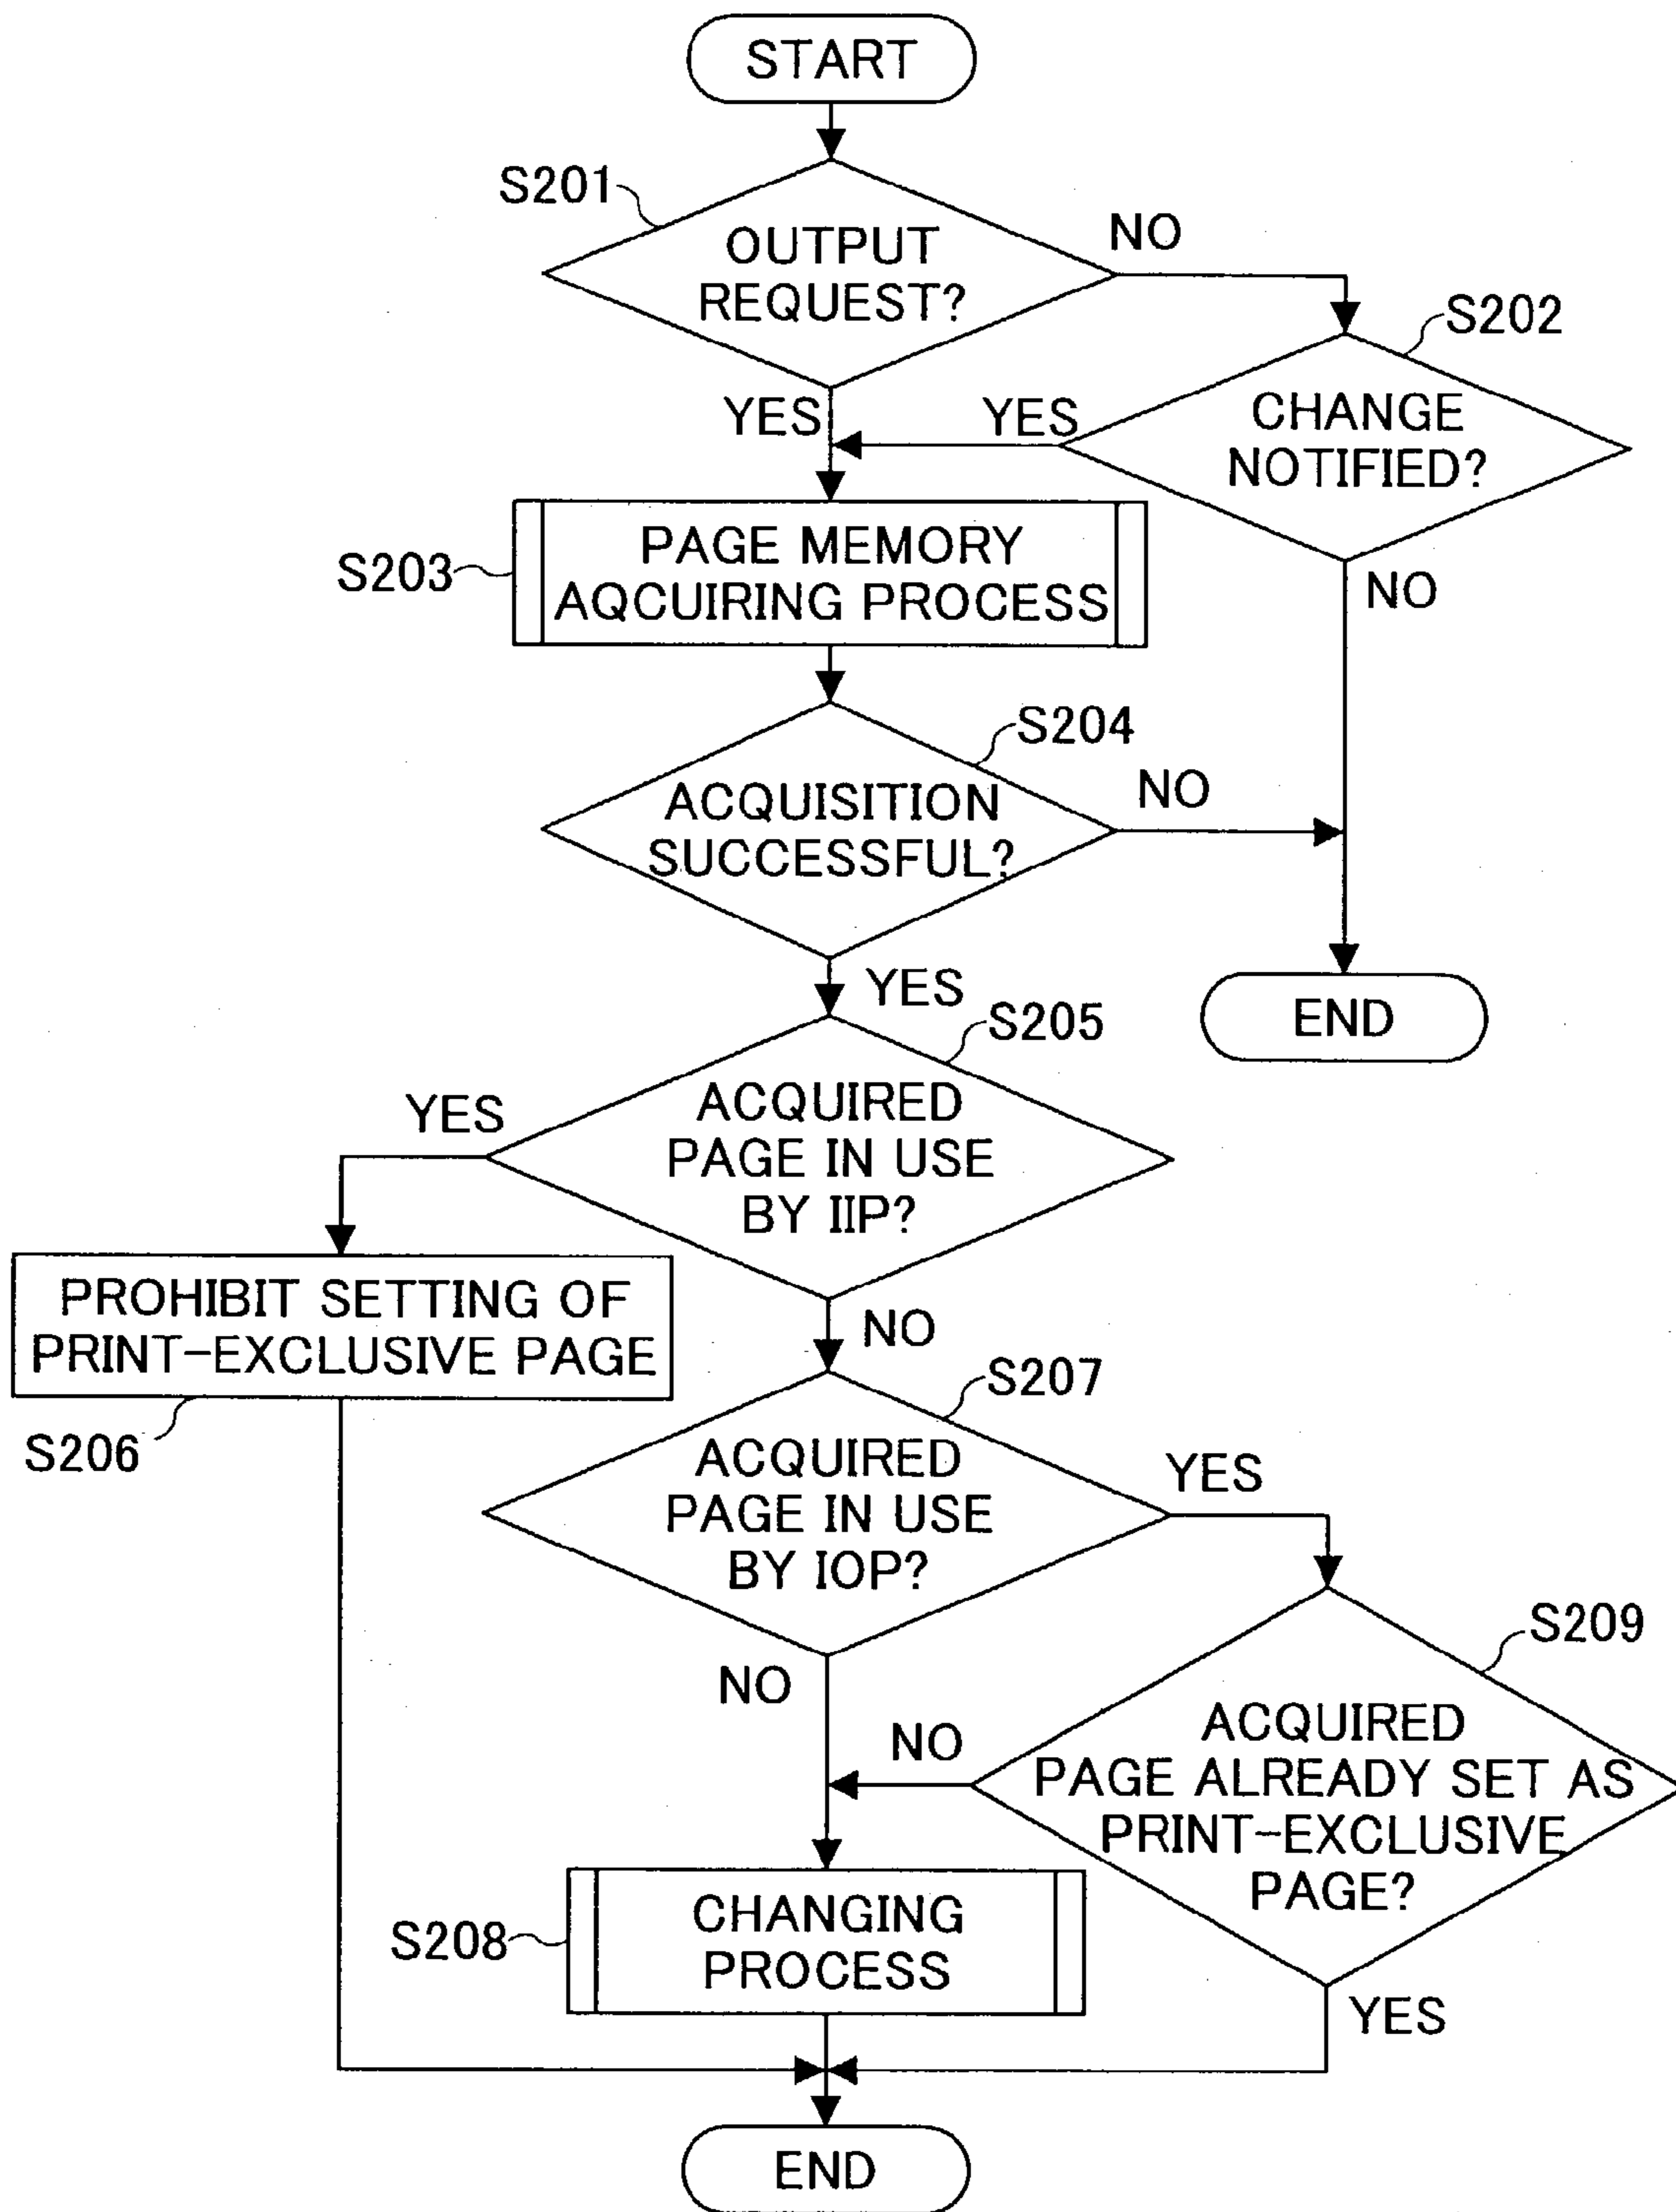 START
S201
OUTPUT
REQUEST?
NO
S202
YES
YES
CHANGE
NOTIFIED?
S203
PAGE MEMORY
AQCUIRING PROCESS
NO
S204
ACQUISITION
SUCCESSFUL?
NO
YES
END
S205
YES
ACQUIRED
PAGE IN USE
BY IIP?
PROHIBIT SETTING OF
PRINT-EXCLUSIVE PAGE
NO
S206
S207
ACQUIRED
PAGE IN USE
BY IOP?
YES
S209
NO
NO
ACQUIRED
PAGE ALREADY SET AS
PRINT-EXCLUSIVE
PAGE?
S208
CHANGING
PROCESS
YES
END